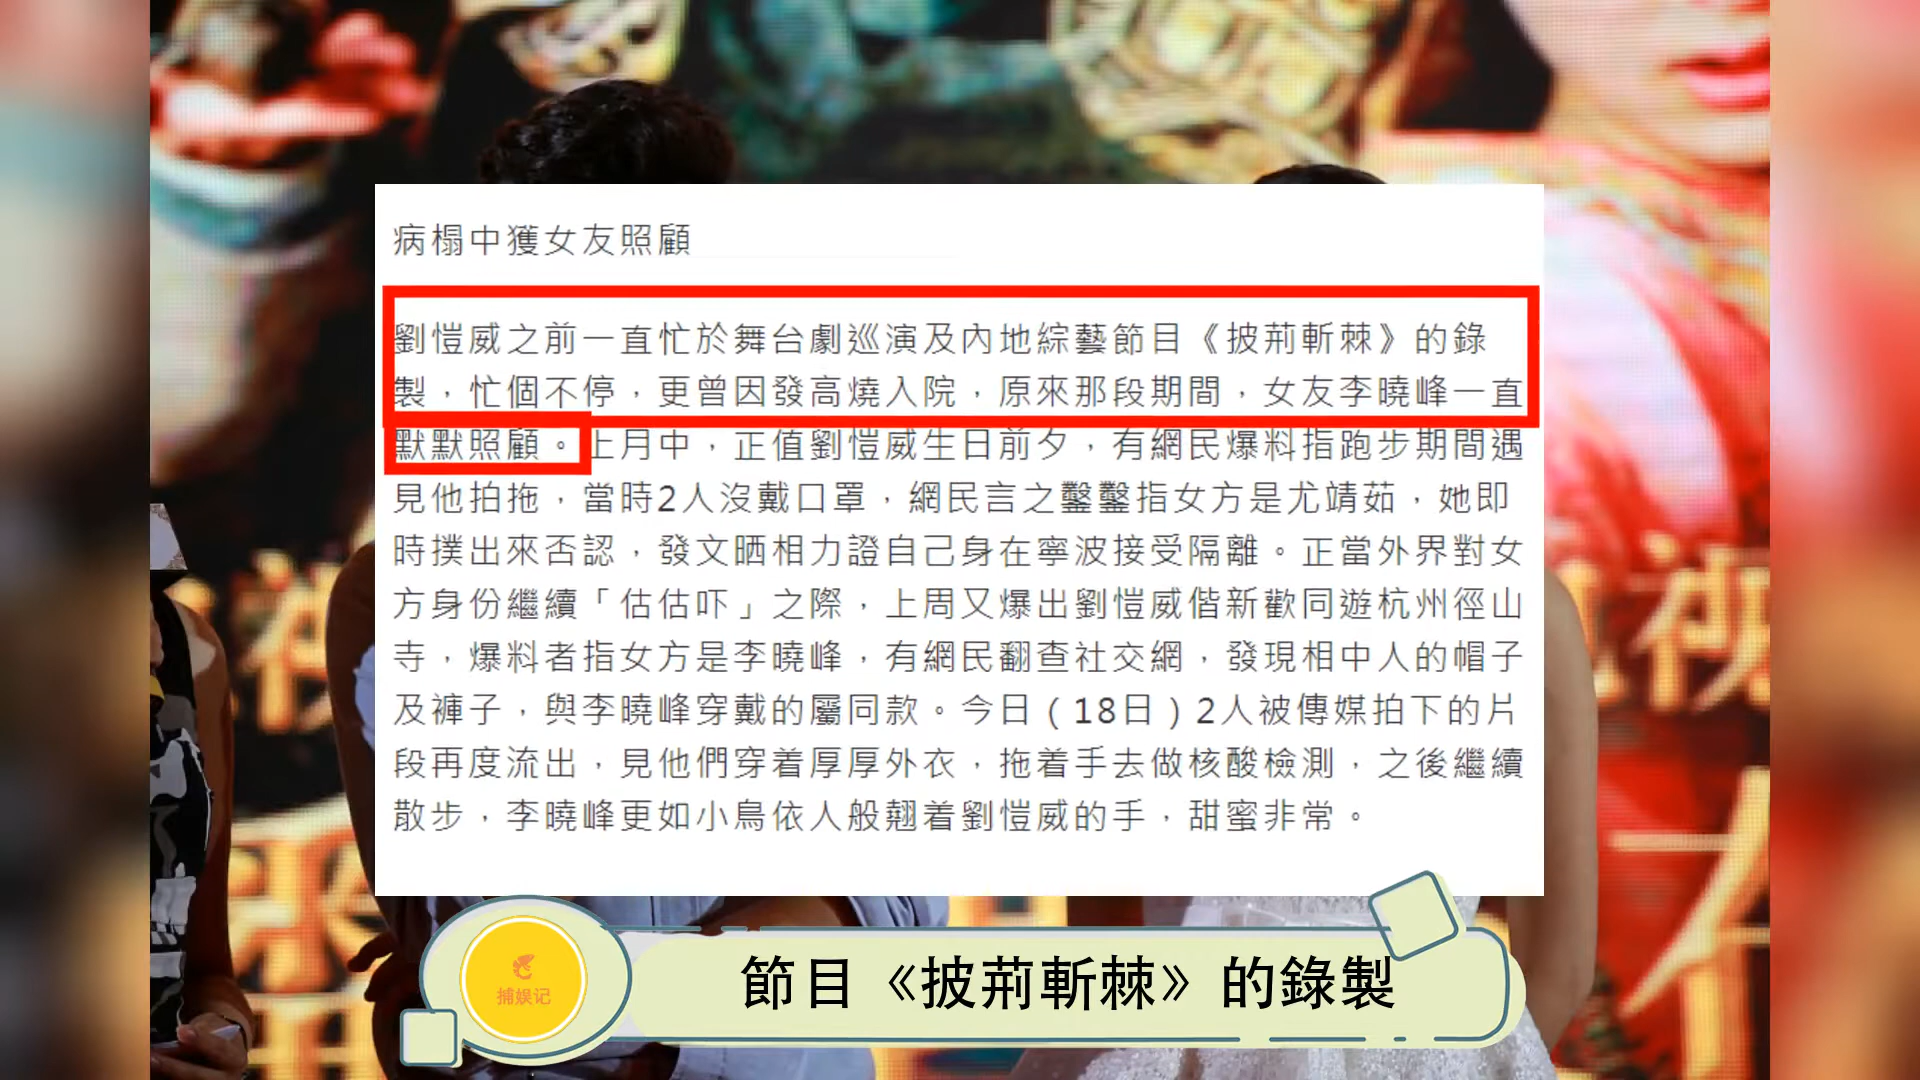 病榻中獲女友照顧
劉愷威之前一直忙於舞台劇巡演及內地綜藝節目《披荊斬棘》的錄
製，忙個不停，更曾因發高燒入院，原來那段期間，女友李曉峰一直
默默照顧。上月中，正值劉愷威生日前夕，有網民爆料指跑步期間遇
見他拍拖，當時2人沒戴口罩，網民言之鑿鑿指女方是尤靖茹，她即
時撲出來否認，發文晒相力證自己身在寧波接受隔離。正當外界對女
方身份繼續「估估吓」之際，上周又爆出劉愷威偕新歡同遊杭州徑山
寺，爆料者指女方是李曉峰，有網民翻查社交網，發現相中人的帽子
及褲子，與李曉峰穿戴的屬同款。今日（18日）2人被傳媒拍下的片
段再度流出，見他們穿着厚厚外衣，拖着手去做核酸檢測，之後繼續
散步，李曉峰更如小鳥依人般翹着劉愷威的手，甜蜜非常。
捕娱记
節目《披荊斬棘》的錄製